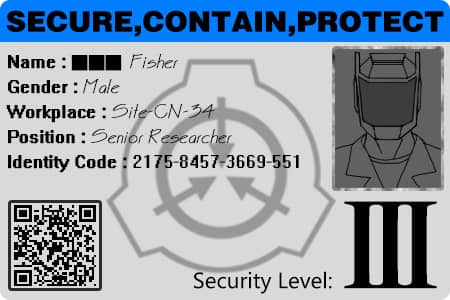 SECURE,CONTAIN,PROTECT
Name : ■■■ Fisher
Gender : Male
Workplace : Site-CN-34
Position : Senior Researcher
Identity Code : 2175-8457-3669-551
Security Level: III